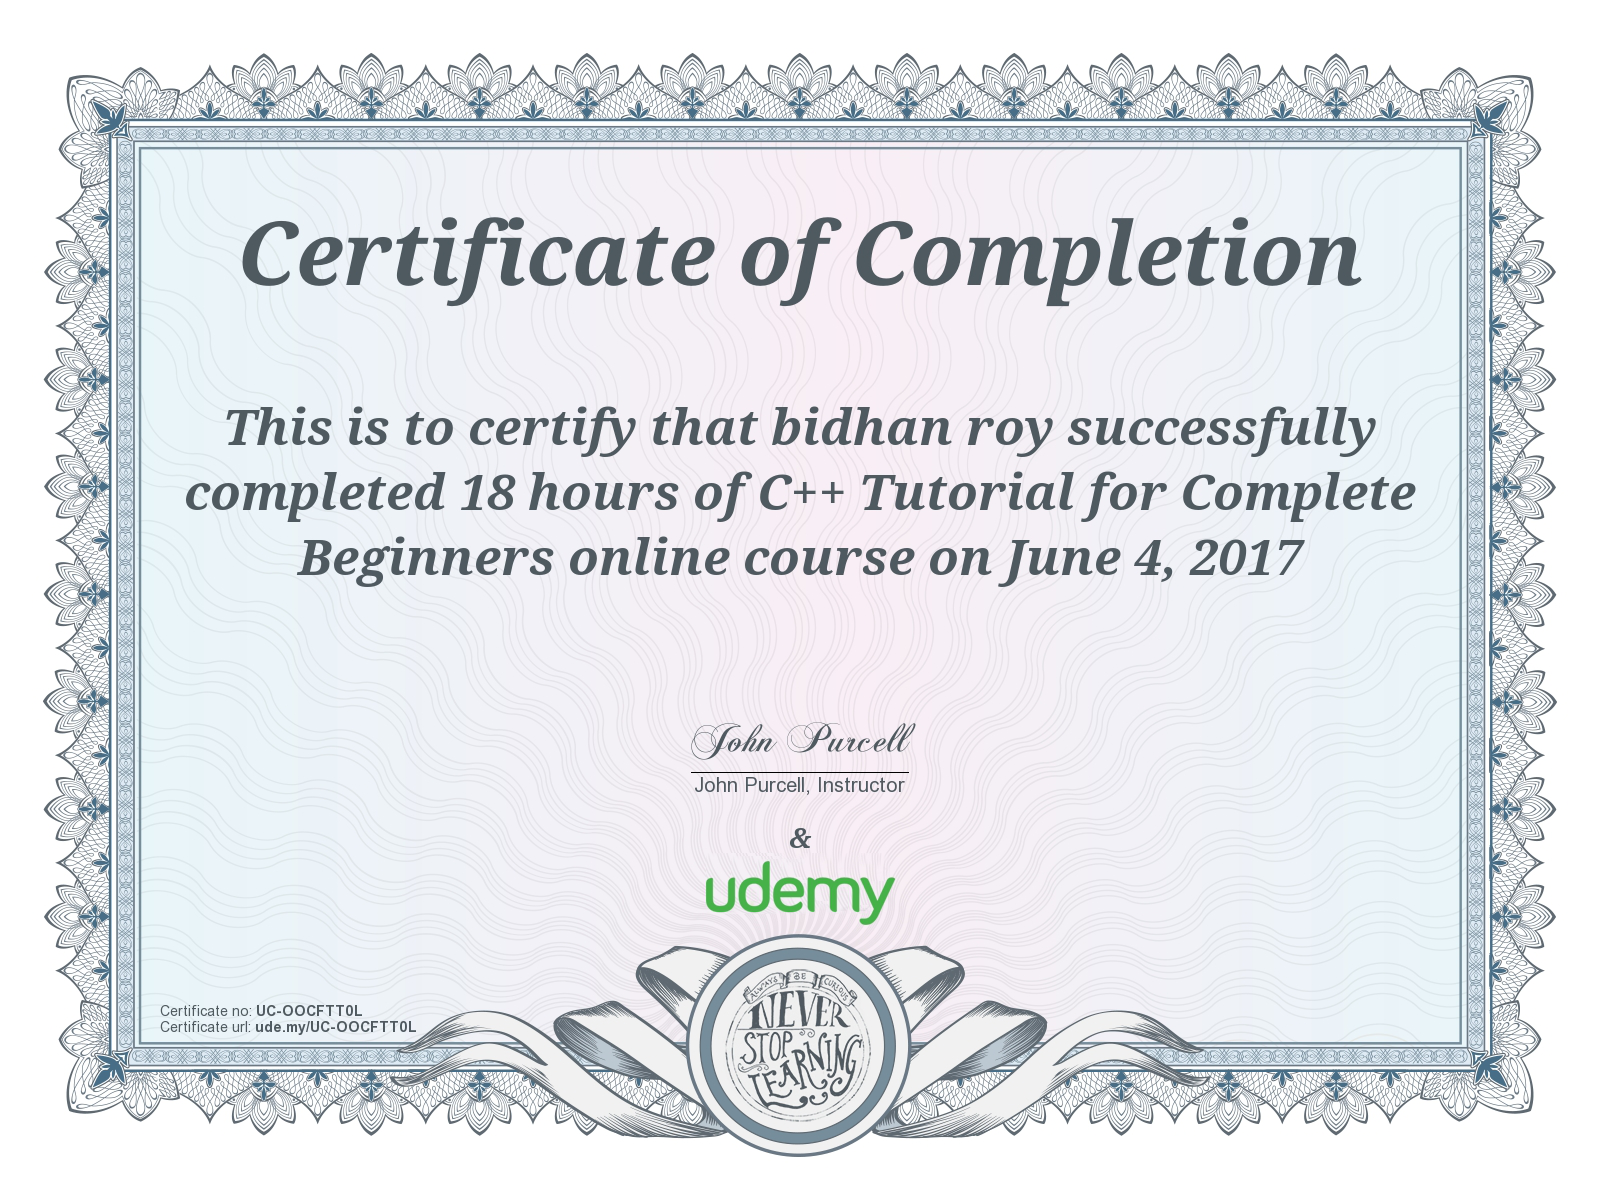 Certificate of Completion
This is to certify that bidhan roy successfully
completed 18 hours of C++ Tutorial for Complete
Beginners online course on June 4, 2017
John Purcell
John Purcell, Instructor
&
udemy
Certificate no: UC-OOCFTT0L
Certificate url: ude.my/UC-OOCFTT0L
ALWAYS BE CURIOUS
NEVER
STOP
LEARNING